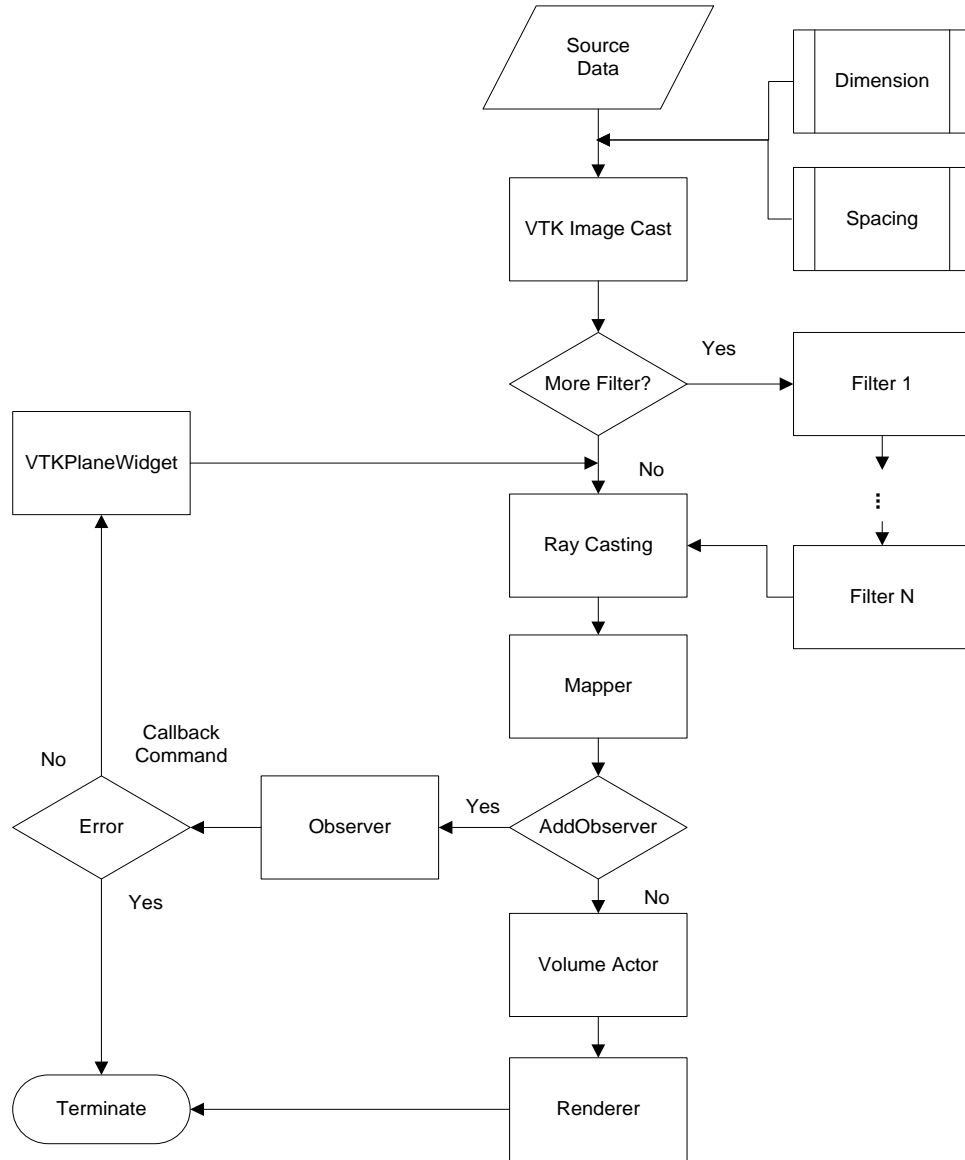 Source
Data
Dimension
VTK Image Cast
Spacing
More Filter?
Yes
Filter 1
VTKPlaneWidget
No
...
Ray Casting
Filter N
Mapper
Callback
Command
No
Error
Observer
Yes
AddObserver
Yes
No
Volume Actor
Terminate
Renderer